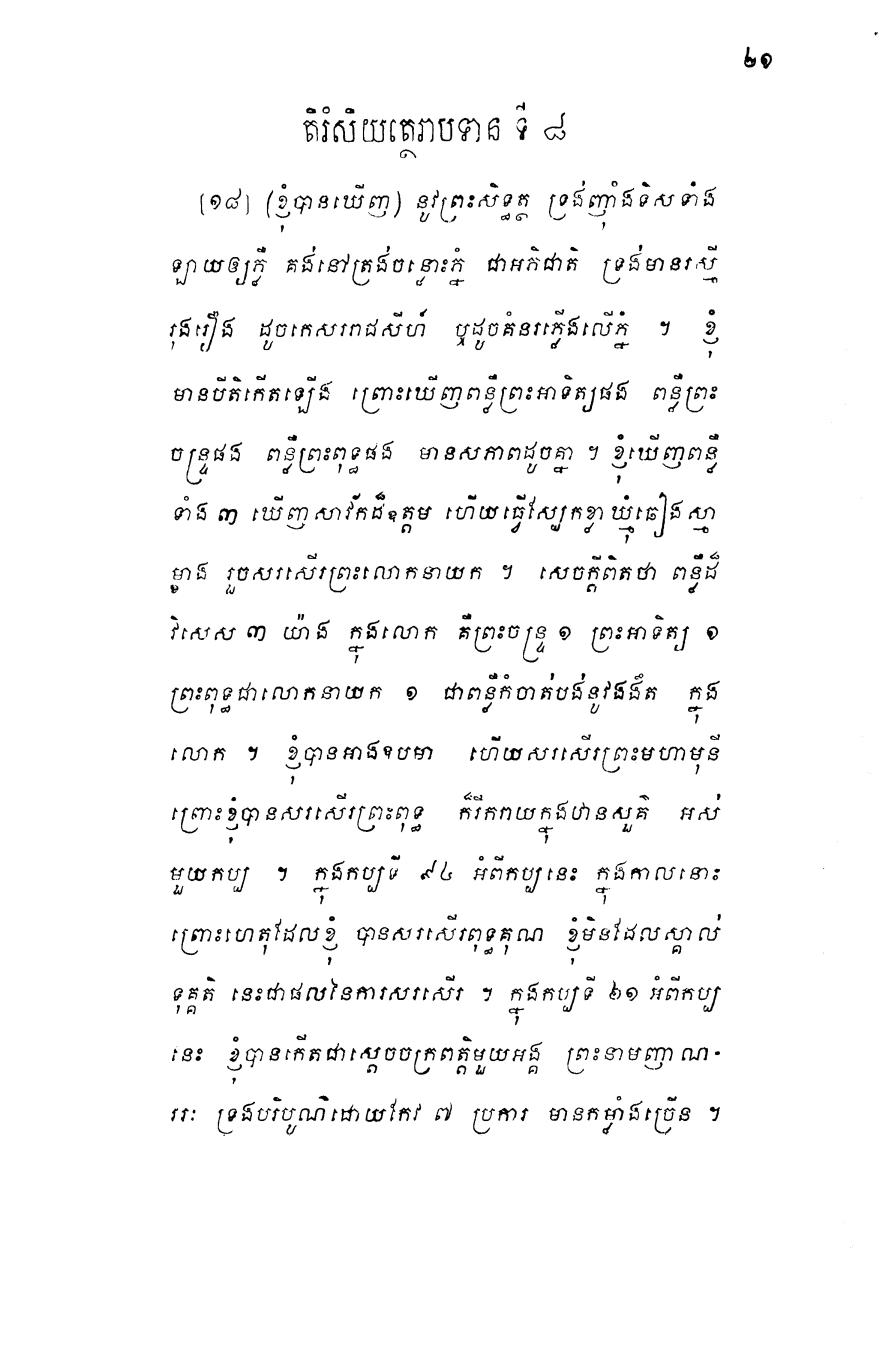 ២១
តិរំសិយត្ថេរាបទាន ទី ៨
[១៨] (ខ្ញុំបានឃើញ) នូវព្រះសិទ្ធត្ថ ទ្រង់ញ៉ាំងទិសទាំង
ឡាយឲ្យភ្លឺ គង់នៅត្រង់ចន្លោះភ្នំ ជាអភិជាតិ ទ្រង់មានរស្មី
រុងរឿង ដូចកេសររាជសីហ៍ ឬដូចគំនរភ្លើងលើភ្នំ ។ ខ្ញុំ
មានបីតិកើតឡើង ព្រោះឃើញពន្លឺព្រះអាទិត្យផង ពន្លឺព្រះ
ចន្ទ្រផង ពន្លឺព្រះពុទ្ធផង មានសភាពដូចគ្នា ។ ខ្ញុំឃើញពន្លឺ
ទាំង ៣ ឃើញសាវ័កដ៏ឧត្តម ហើយធ្វើស្បែកខ្លាឃ្មុំឆៀងស្មា
ម្ខាង រួចសរសើរព្រះលោកនាយក ។ សេចក្តីពិតថា ពន្លឺដ៏
វិសេស ៣ យ៉ាង ក្នុងលោក គឺព្រះចន្ទ្រ ១ ព្រះអាទិត្យ ១
ព្រះពុទ្ធជាលោកនាយក ១ ជាពន្លឺកំចាត់បង់នូវងងឹត ក្នុង
លោក ។ ខ្ញុំបានអាងឧបមា ហើយសរសើរព្រះមហាមុនី
ព្រោះខ្ញុំបានសរសើរព្រះពុទ្ធ ក៏រីករាយក្នុងឋានសួគ៌ អស់
មួយកប្ប ។ ក្នុងកប្បទី ៩៤ អំពីកប្បនេះ ក្នុងកាលនោះ
ព្រោះហេតុដែលខ្ញុំ បានសរសើរពុទ្ធគុណ ខ្ញុំមិនដែលស្គាល់
ទុគ្គតិ នេះជាផលនៃការសរសើរ ។ ក្នុងកប្បទី ៦១ អំពីកប្ប
នេះ ខ្ញុំបានកើតជាស្តេចចក្រពត្តិមួយអង្គ ព្រះនាមញាណ-
ធរៈ ទ្រង់បរិបូណ៌ដោយកែវ ៧ ប្រការ មានកម្លាំងច្រើន ។